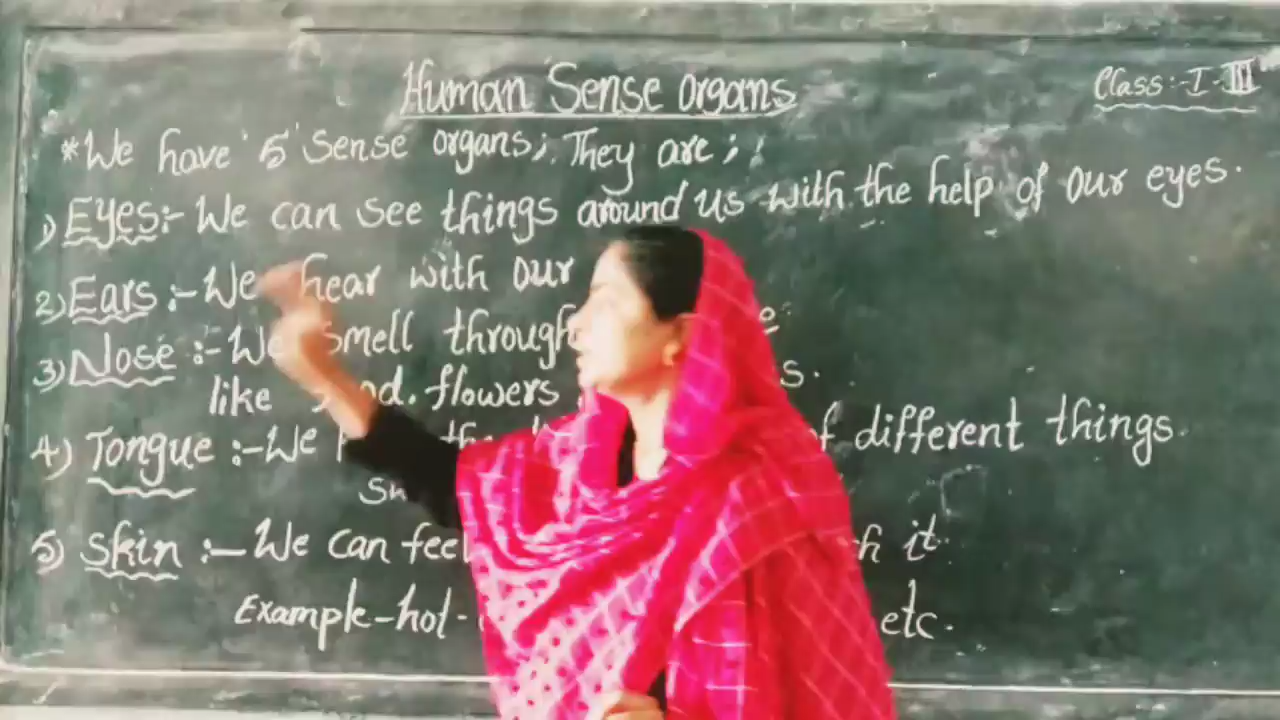 Human Sense Organs
Class:-I-III
*We have '5' Sense organs; They are;
1) Eyes:- We can see things around us with the help of our eyes.
2) Ears:- We hear with our
3) Nose:- We smell through
like flowers
4) Tongue:- We of different things.
5) Skin:- We can feel it.
Example-hot- etc.